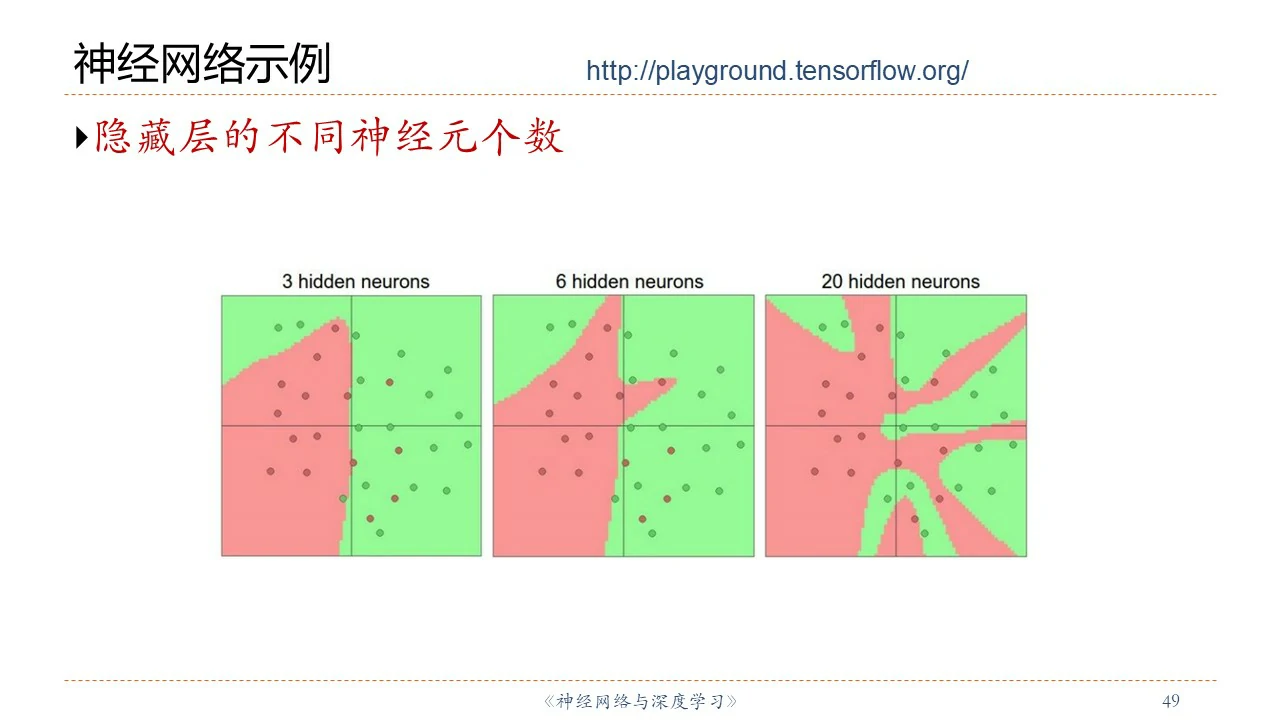 神经网络示例
http://playground.tensorflow.org/
隐藏层的不同神经元个数
3 hidden neurons
6 hidden neurons
20 hidden neurons
《神经网络与深度学习》
49